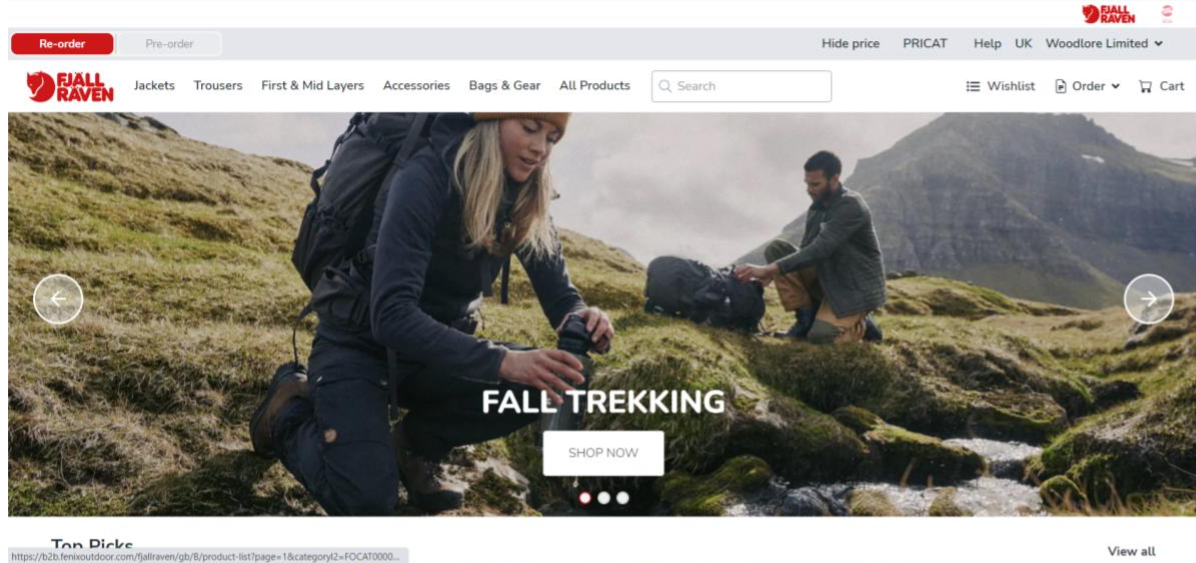 FJÄLL
RÄVEN
Re-order
Pre-order
Hide price
PRICAT
Help
UK
Woodlore Limited
FJÄLL
RÄVEN
Jackets
Trousers
First & Mid Layers
Accessories
Bags & Gear
All Products
Search
Wishlist
Order
Cart
FALL TREKKING
SHOP NOW
Top Picks
View all
https://b2b.fenixoutdoor.com/fjallraven/gb/8/product-list?page=1&categoryl2=FOCAT0000...